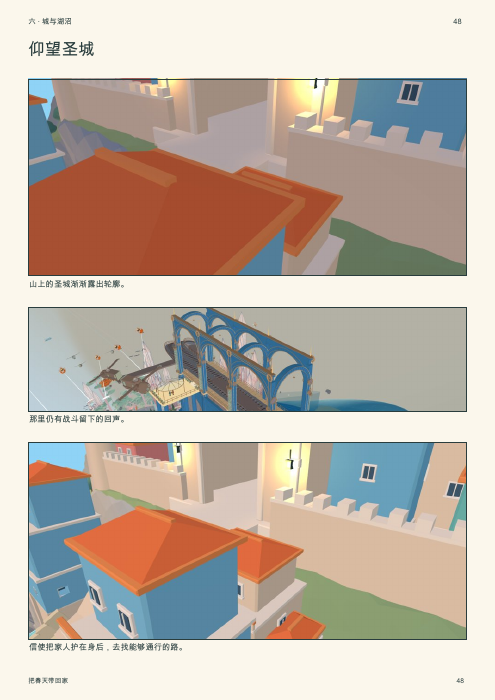 六 · 城与湖沼
48
仰望圣城
山上的圣城渐渐露出轮廓。
那里仍有战斗留下的回声。
信使把家人护在身后，去找能够通行的路。
把春天带回家
48